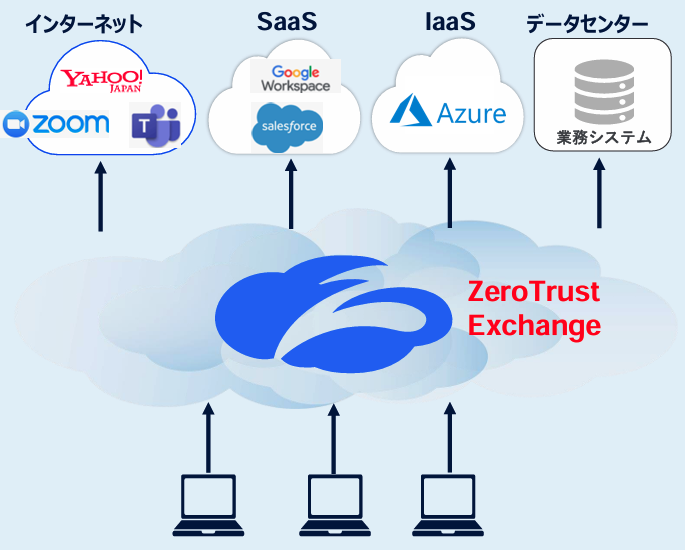 インターネット
SaaS
IaaS
データセンター
YAHOO!
JAPAN
zoom
T
Google
Workspace
salesforce
Azure
業務システム
ZeroTrust
Exchange